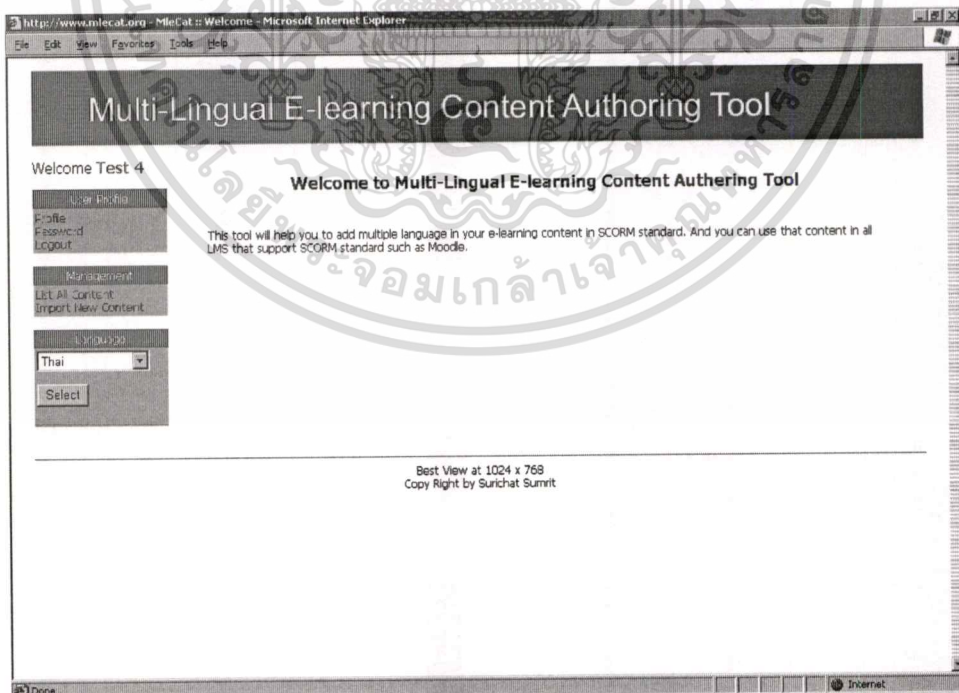 http://www.mlecat.org - MleCat :: Welcome - Microsoft Internet Explorer
File Edit View Favorites Tools Help
Multi-Lingual E-learning Content Authoring Tool
Welcome Test 4
User Profile
Profile
Password
Logout
Management
List All Content
Import New Content
Language
Thai
Select
Welcome to Multi-Lingual E-learning Content Authering Tool
This tool will help you to add multiple language in your e-learning content in SCORM standard. And you can use that content in all
LMS that support SCORM standard such as Moodle.
Best View at 1024 x 768
Copy Right by Surichat Sumrit
Done
Internet